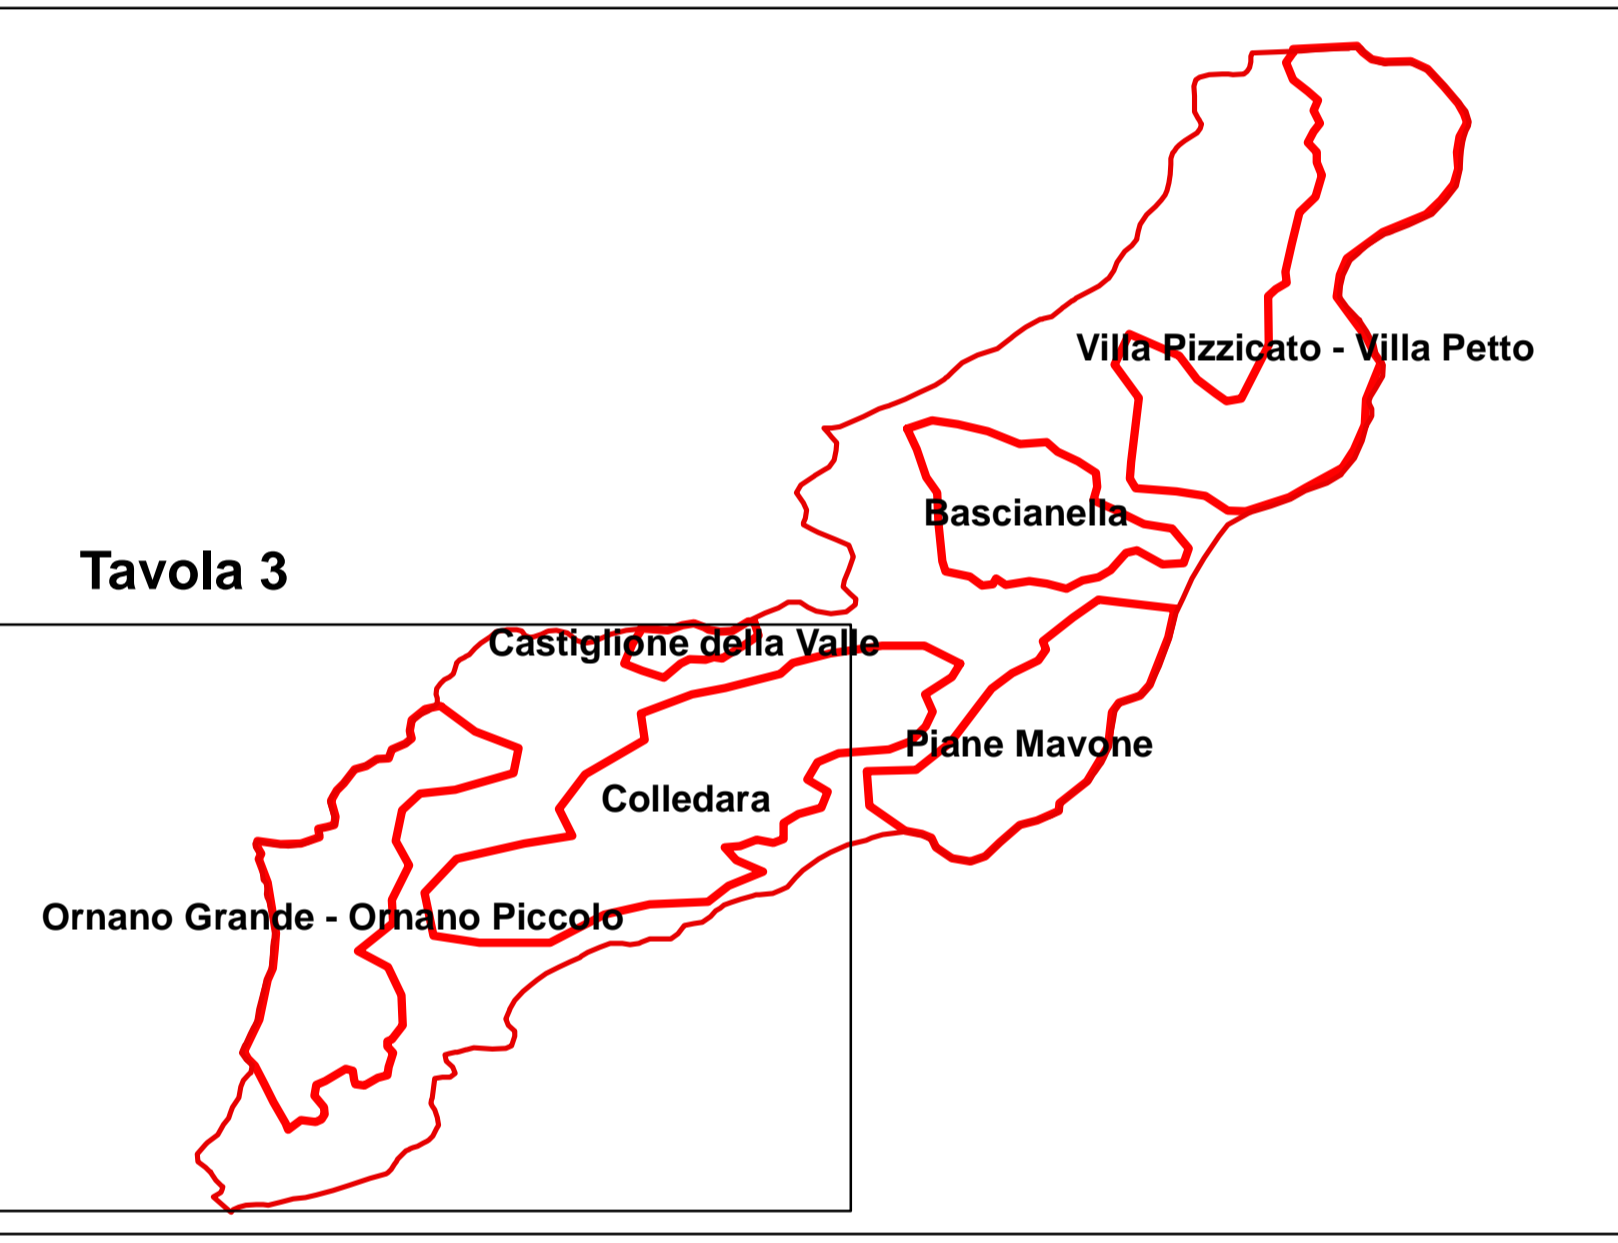 Villa Pizzicato - Villa Petto
Bascianella
Tavola 3
Castiglione della Valle
Piane Mavone
Colledara
Ornano Grande - Ornano Piccolo